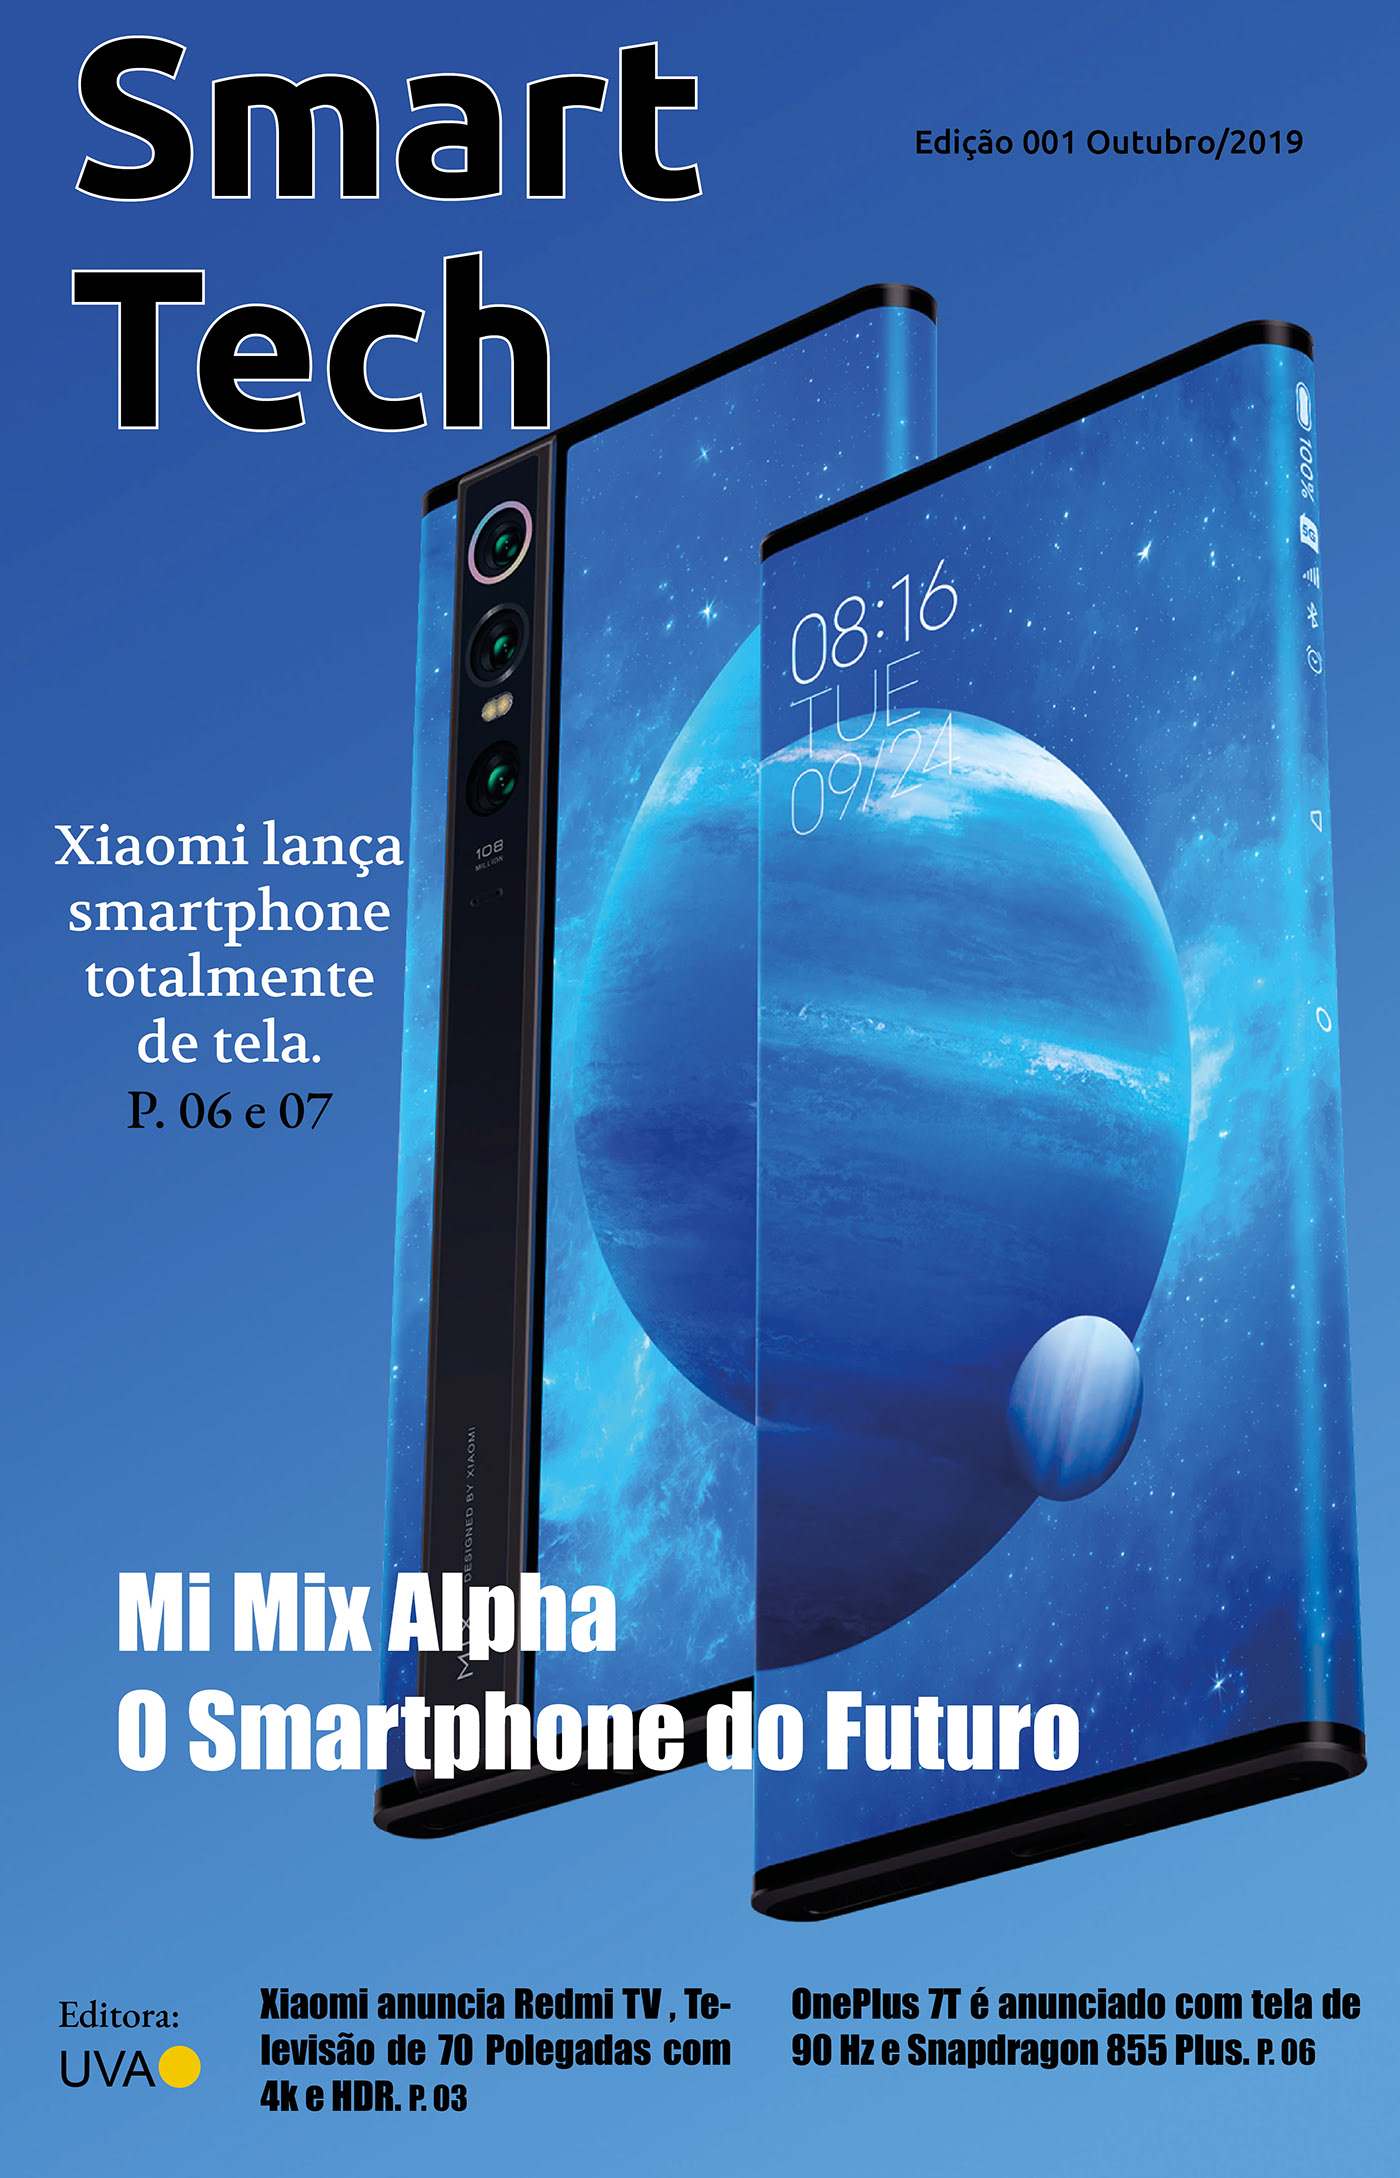 Smart
Tech
Edição 001 Outubro/2019
100%
5G
08:16
TUE
09/24
108
MILLION
Xiaomi lança
smartphone
totalmente
de tela.
P. 06 e 07
MIX DESIGNED BY XIAOMI
Mi Mix Alpha
O Smartphone do Futuro
Editora:
UVA
Xiaomi anuncia Redmi TV , Te-
levisão de 70 Polegadas com
4k e HDR. P. 03
OnePlus 7T é anunciado com tela de
90 Hz e Snapdragon 855 Plus. P. 06